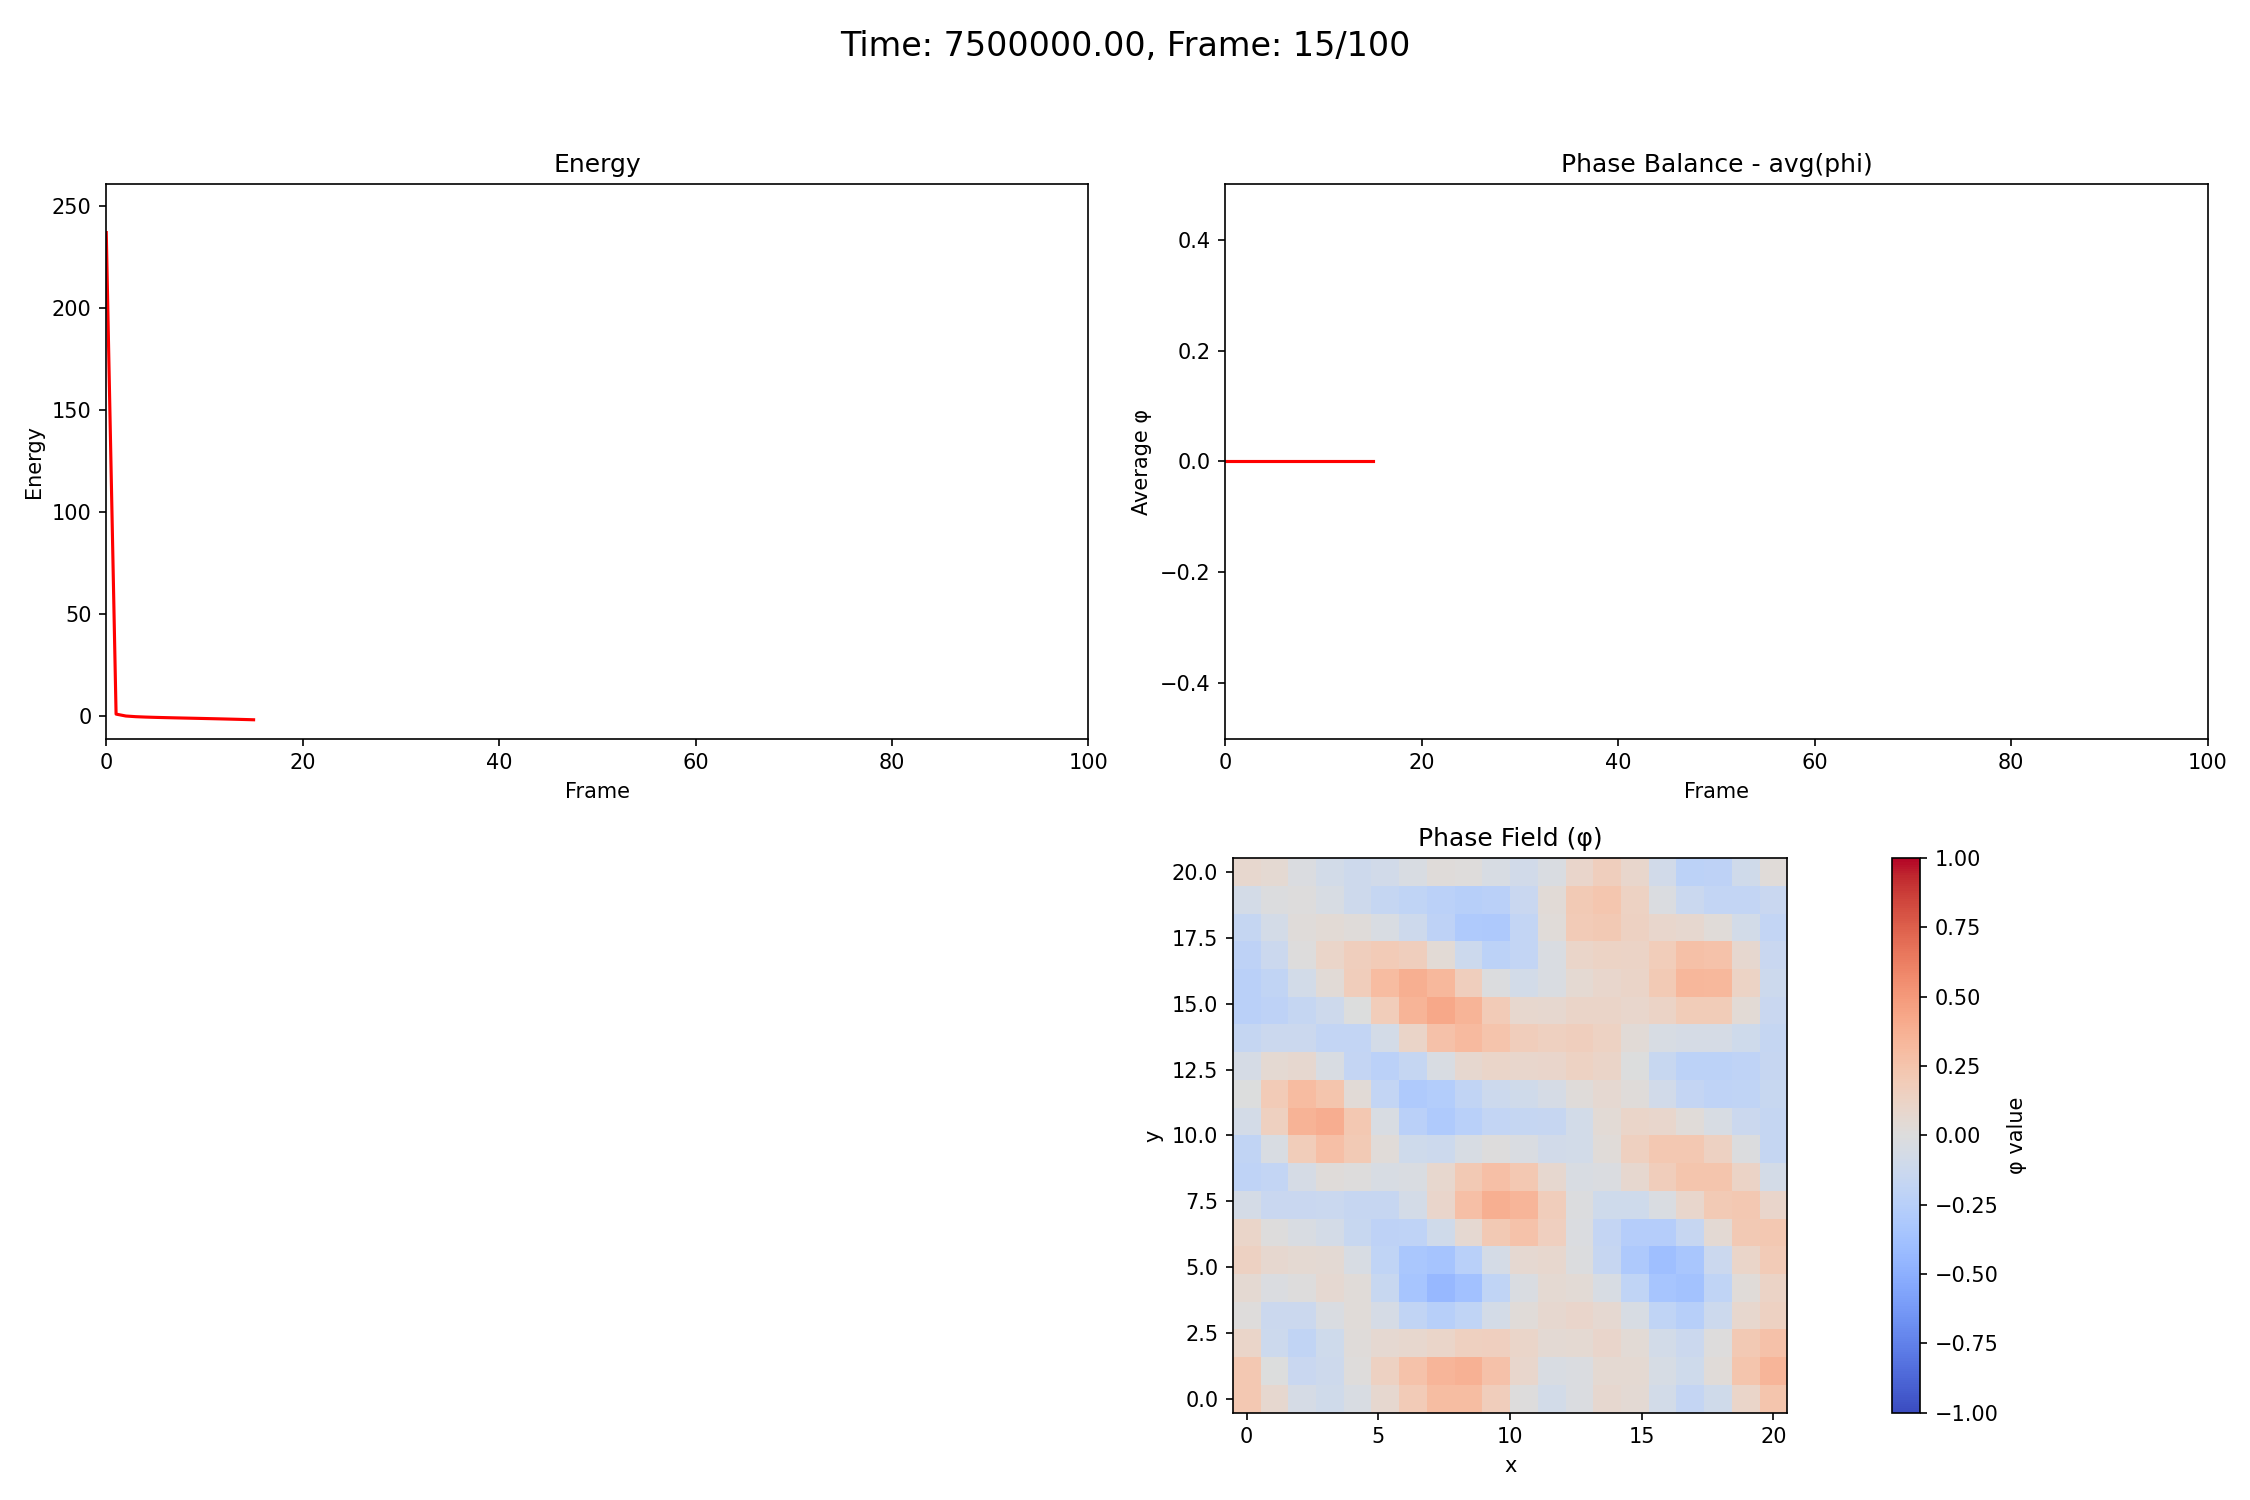 Time: 7500000.00, Frame: 15/100
Energy
250
200
150
100
50
0
Energy
0 20 40 60 80 100
Frame
Phase Balance - avg(phi)
0.4
0.2
0.0
−0.2
−0.4
Average φ
0 20 40 60 80 100
Frame
Phase Field (φ)
20.0
17.5
15.0
12.5
10.0
7.5
5.0
2.5
0.0
y
0 5 10 15 20
x
1.00
0.75
0.50
0.25
0.00
−0.25
−0.50
−0.75
−1.00
φ value